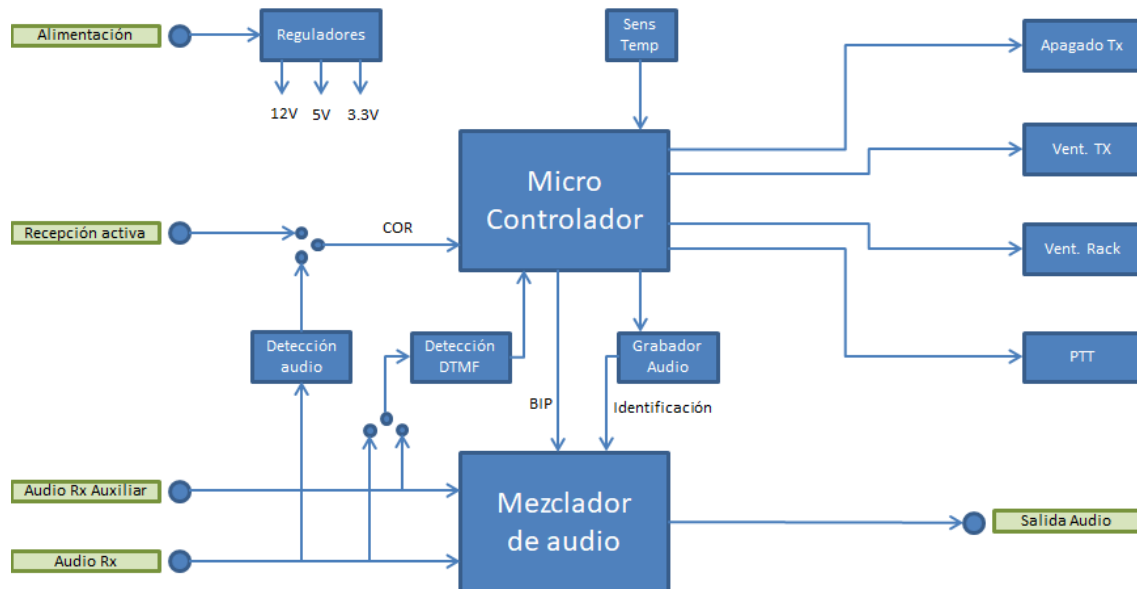 Alimentación
Reguladores
Sens
Temp
Apagado Tx
12V
5V
3.3V
Vent. TX
Micro
Controlador
Recepción activa
COR
Vent. Rack
Detección
audio
Detección
DTMF
Grabador
Audio
PTT
BIP
Identificación
Audio Rx Auxiliar
Mezclador
de audio
Salida Audio
Audio Rx